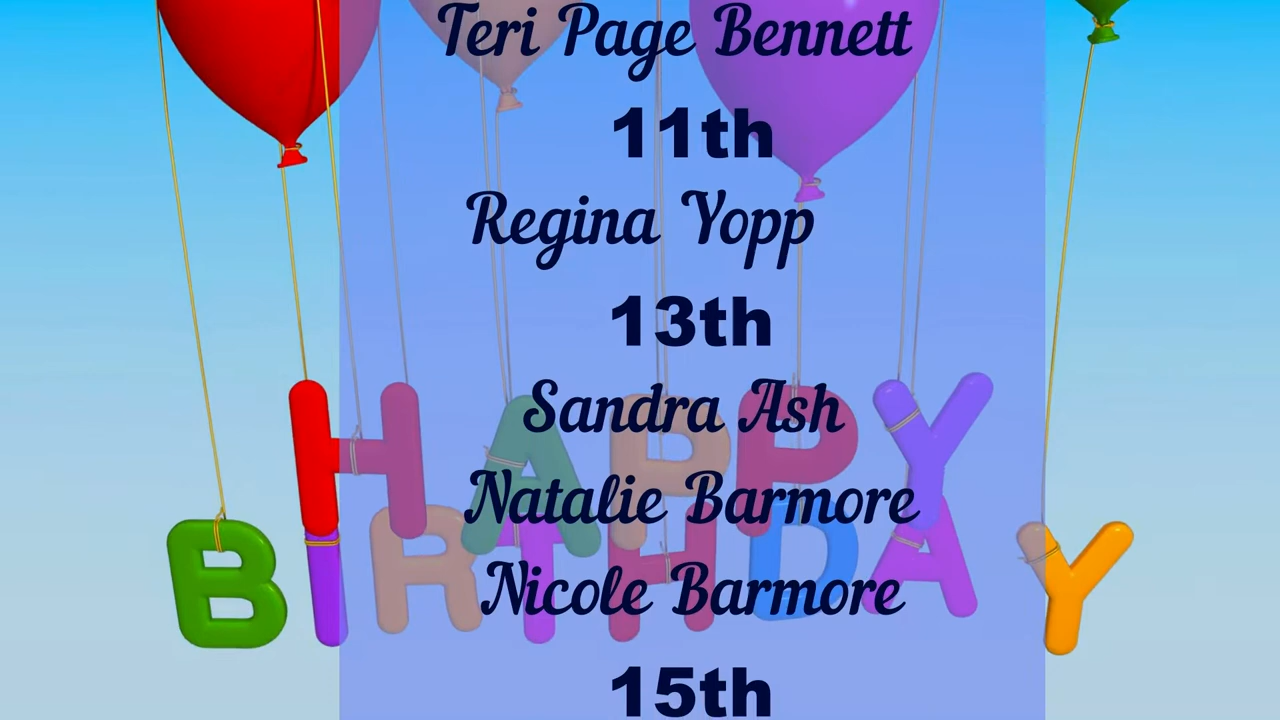 Teri Page Bennett
11th
Regina Yopp
13th
Sandra Ash
Natalie Barmore
Nicole Barmore
15th
HAPPY
BIRTHDAY